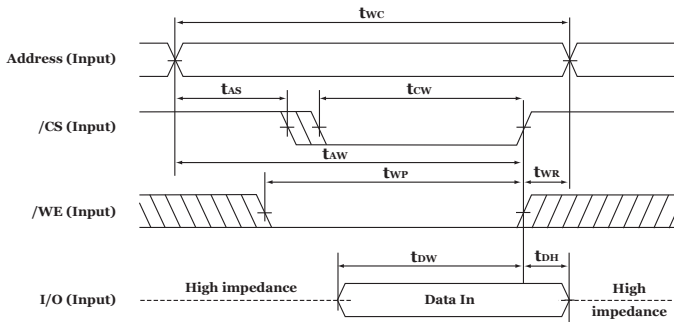 tWC
Address (Input)
tAS
tCW
/CS (Input)
tAW
tWP
tWR
/WE (Input)
tDW
tDH
I/O (Input)
High impedance
Data In
High
impedance